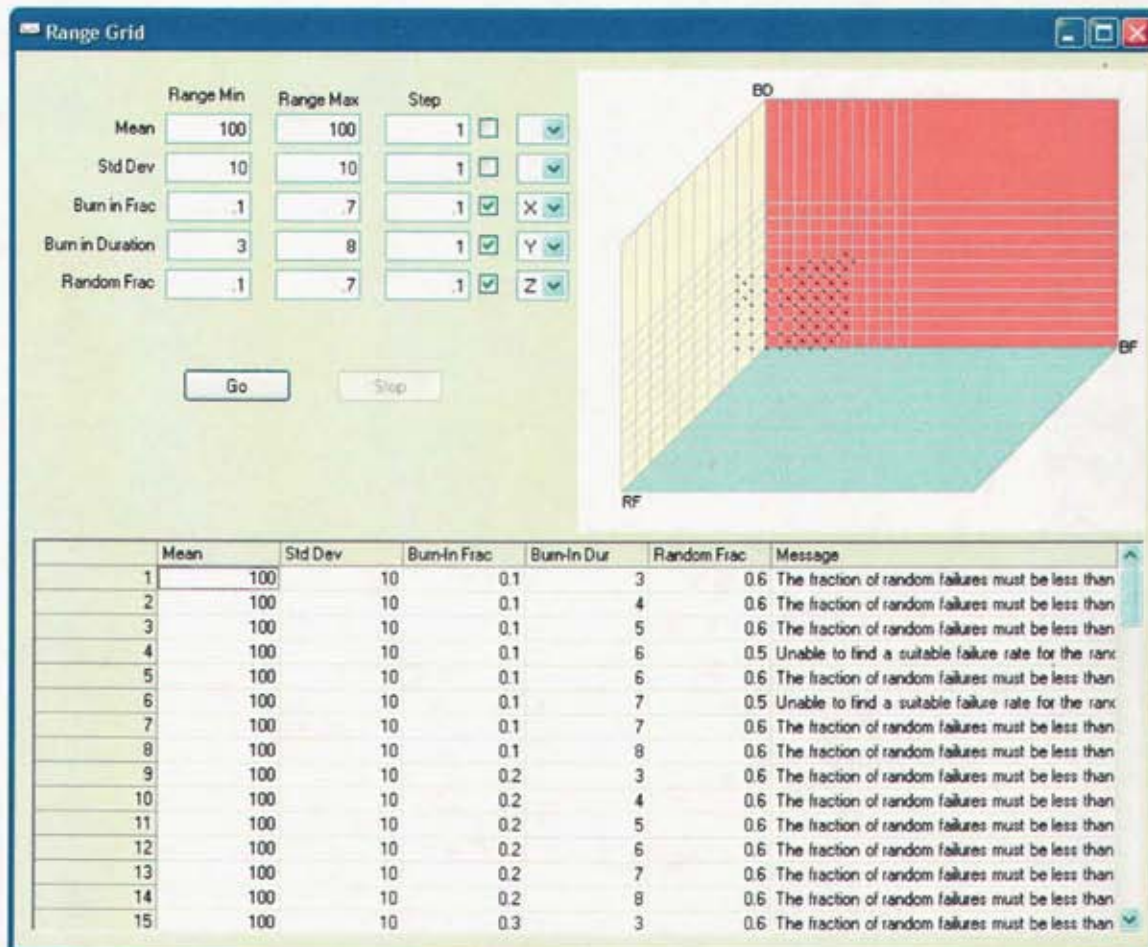 Range Grid
Range Min Range Max Step
Mean 100 100 1
Std Dev 10 10 1
Burn in Frac .1 .7 .1 X
Burn in Duration 3 8 1 Y
Random Frac .1 .7 .1 Z
Go Stop
BD
BF
RF
Mean Std Dev Burn-In Frac Burn-In Dur Random Frac Message
1 100 10 0.1 3 0.6 The fraction of random failures must be less than
2 100 10 0.1 4 0.6 The fraction of random failures must be less than
3 100 10 0.1 5 0.6 The fraction of random failures must be less than
4 100 10 0.1 6 0.5 Unable to find a suitable failure rate for the ranc
5 100 10 0.1 6 0.6 The fraction of random failures must be less than
6 100 10 0.1 7 0.5 Unable to find a suitable failure rate for the ranc
7 100 10 0.1 7 0.6 The fraction of random failures must be less than
8 100 10 0.1 8 0.6 The fraction of random failures must be less than
9 100 10 0.2 3 0.6 The fraction of random failures must be less than
10 100 10 0.2 4 0.6 The fraction of random failures must be less than
11 100 10 0.2 5 0.6 The fraction of random failures must be less than
12 100 10 0.2 6 0.6 The fraction of random failures must be less than
13 100 10 0.2 7 0.6 The fraction of random failures must be less than
14 100 10 0.2 8 0.6 The fraction of random failures must be less than
15 100 10 0.3 3 0.6 The fraction of random failures must be less than